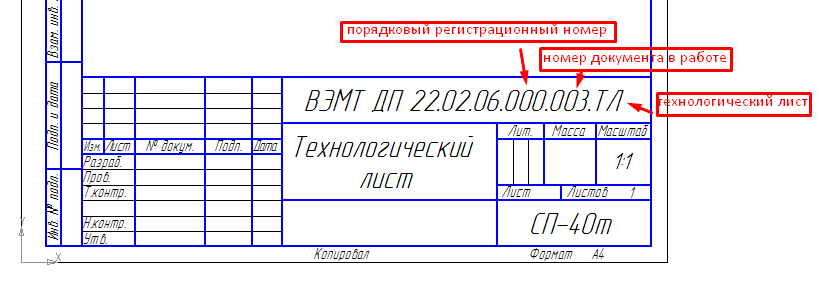 порядковый регистрационный номер
номер документа в работе
технологический лист
Взам. инв.
Подп. и дата
Инв. № подл.
ВЭМТ ДП 22.02.06.000.003.ТЛ
Изм. Лист № докум. Подп. Дата
Разраб.
Пров.
Т.контр.
Н.контр.
Утв.
Технологический
лист
Лит. Масса Масштаб
1:1
Лист Листов 1
СП-40т
Копировал Формат А4
Y
X